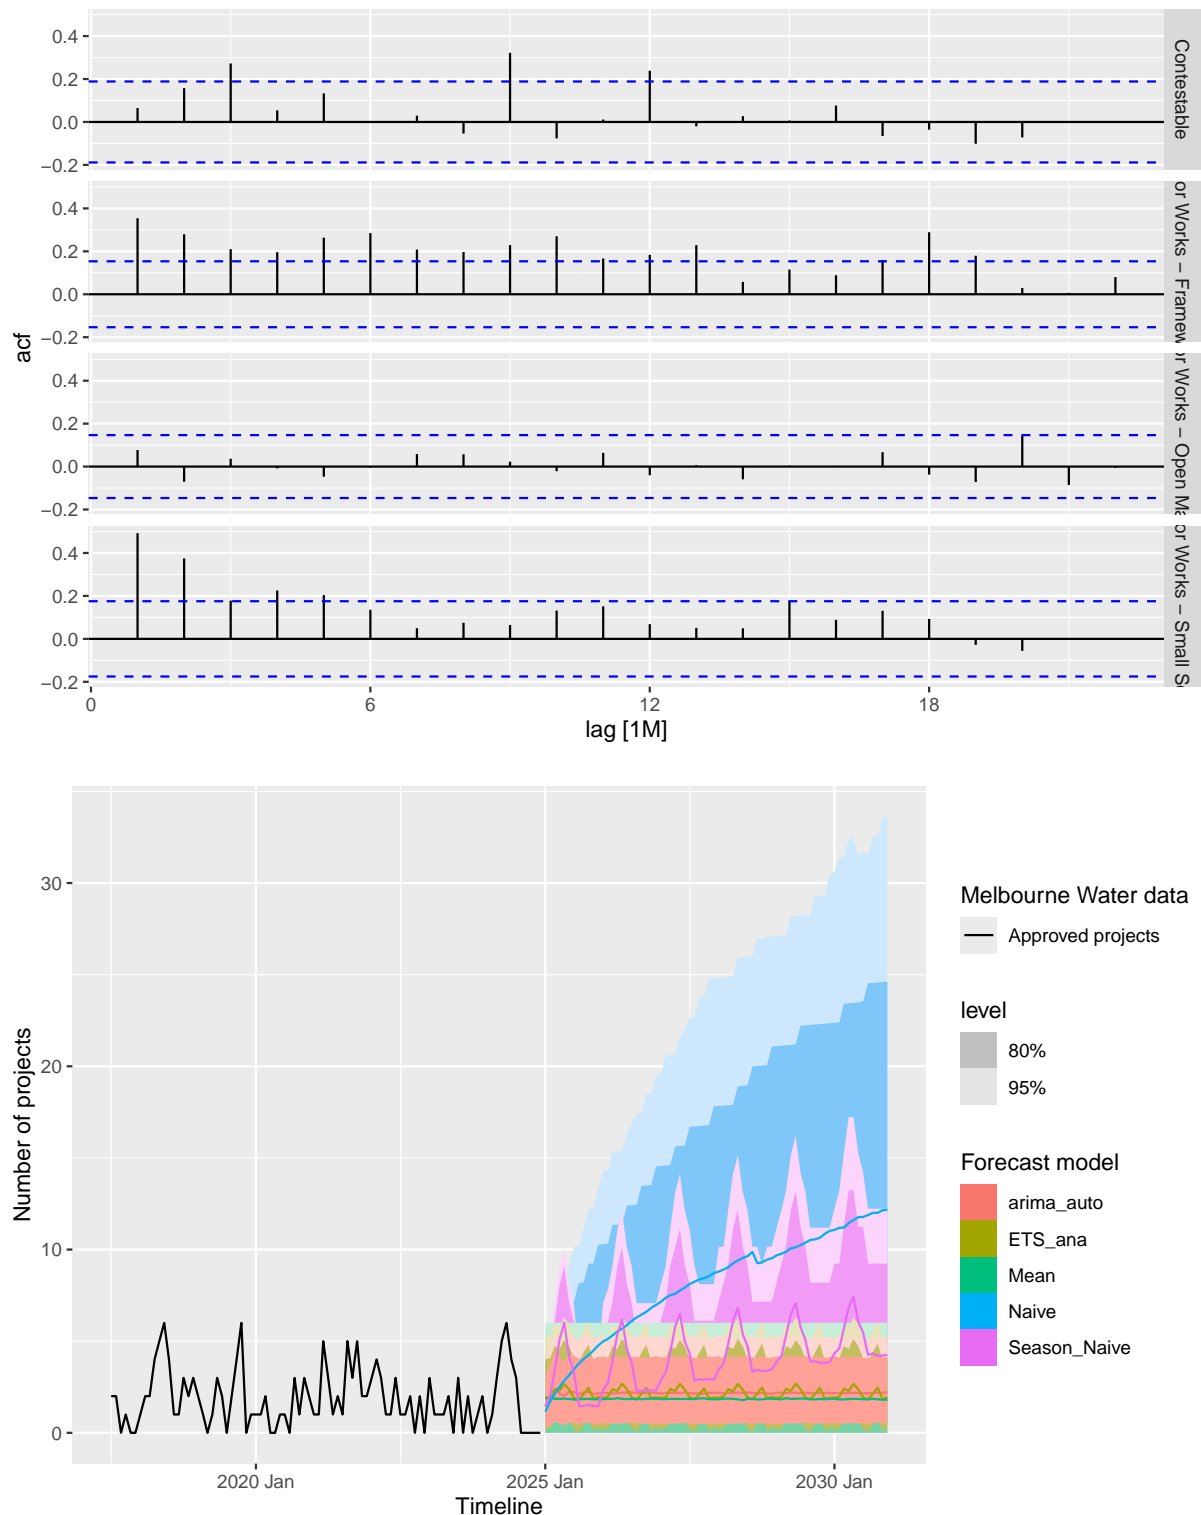 0.4
0.2
0.0
−0.2
Contestable
0.4
0.2
0.0
−0.2
or Works − Framew
0.4
0.2
0.0
−0.2
or Works − Open Ma
0.4
0.2
0.0
−0.2
or Works − Small S
acf
0 6 12 18
lag [1M]
30
20
10
0
Number of projects
2020 Jan 2025 Jan 2030 Jan
Timeline
Melbourne Water data
Approved projects
level
80%
95%
Forecast model
arima_auto
ETS_ana
Mean
Naive
Season_Naive